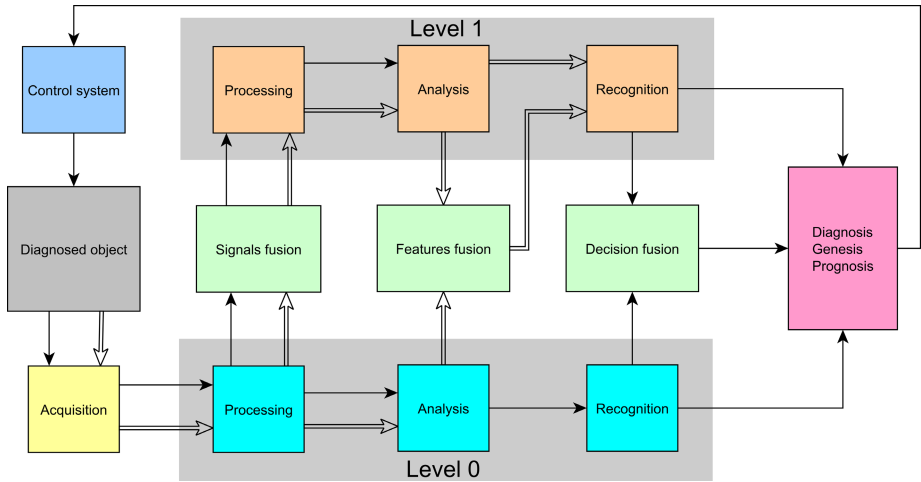 Level 1
Control system
Processing
Analysis
Recognition
Diagnosed object
Signals fusion
Features fusion
Decision fusion
Diagnosis
Genesis
Prognosis
Acquisition
Processing
Analysis
Recognition
Level 0